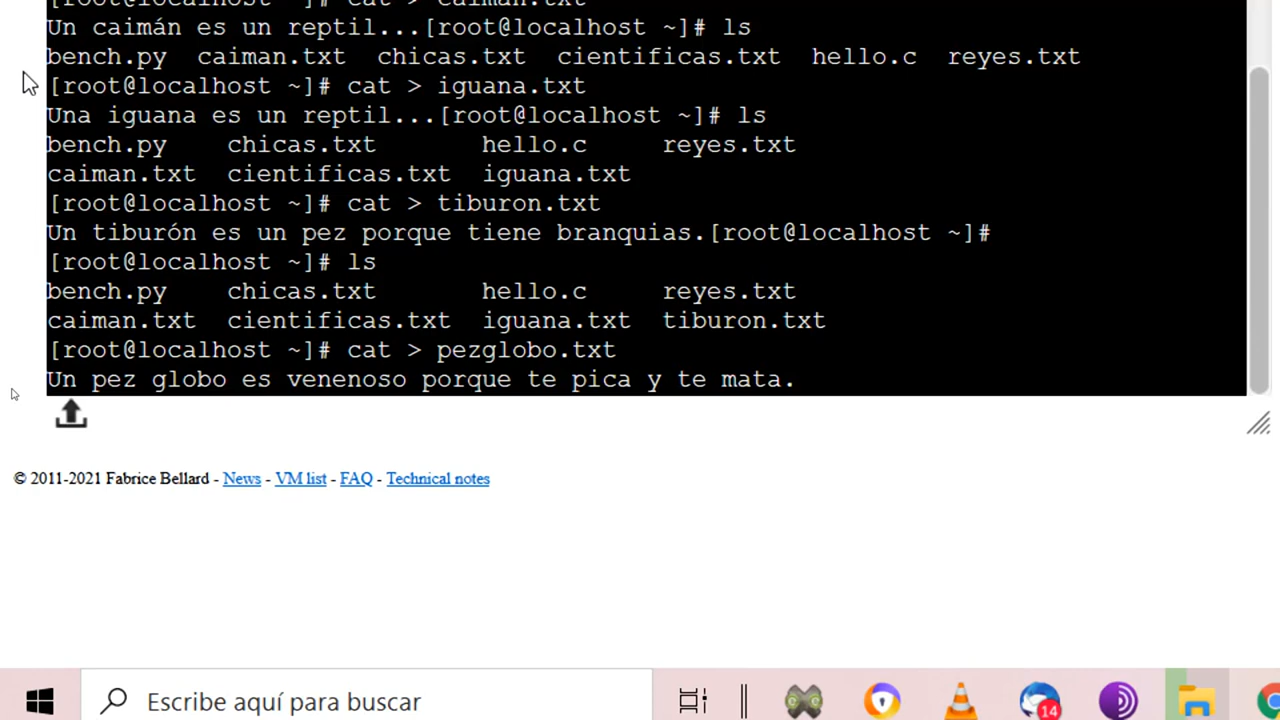 [root@localhost ~]# cat > caiman.txt
Un caimán es un reptil...[root@localhost ~]# ls
bench.py  caiman.txt  chicas.txt  cientificas.txt  hello.c  reyes.txt
[root@localhost ~]# cat > iguana.txt
Una iguana es un reptil...[root@localhost ~]# ls
bench.py    chicas.txt       hello.c     reyes.txt
caiman.txt  cientificas.txt  iguana.txt
[root@localhost ~]# cat > tiburon.txt
Un tiburón es un pez porque tiene branquias.[root@localhost ~]#
[root@localhost ~]# ls
bench.py    chicas.txt       hello.c     reyes.txt
caiman.txt  cientificas.txt  iguana.txt  tiburon.txt
[root@localhost ~]# cat > pezglobo.txt
Un pez globo es venenoso porque te pica y te mata.
© 2011-2021 Fabrice Bellard - News - VM list - FAQ - Technical notes
Escribe aquí para buscar
14